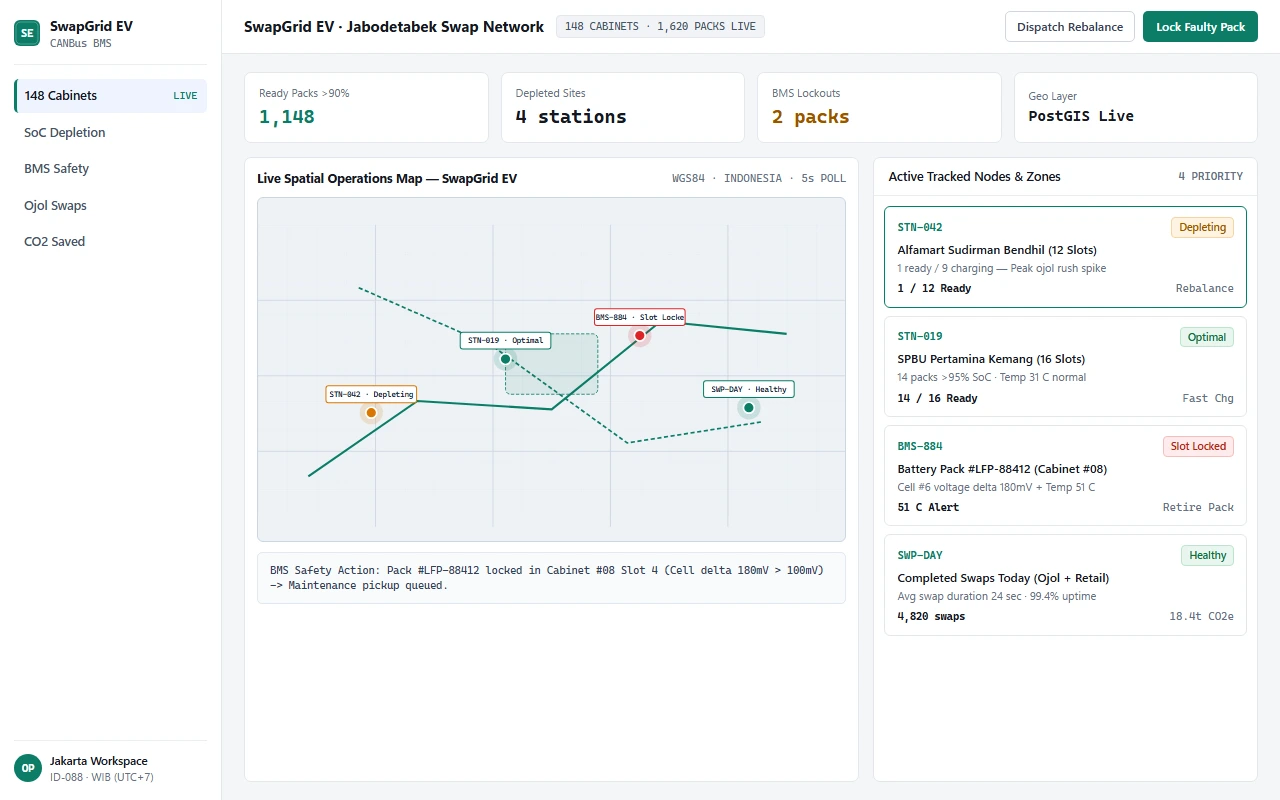 SE
SwapGrid EV
CANBus BMS
148 Cabinets
LIVE
SoC Depletion
BMS Safety
Ojol Swaps
CO2 Saved
OP
Jakarta Workspace
ID-088 · WIB (UTC+7)
SwapGrid EV · Jabodetabek Swap Network
148 CABINETS · 1,620 PACKS LIVE
Dispatch Rebalance
Lock Faulty Pack
Ready Packs >90%
1,148
Depleted Sites
4 stations
BMS Lockouts
2 packs
Geo Layer
PostGIS Live
Live Spatial Operations Map — SwapGrid EV
WGS84 · INDONESIA · 5s POLL
BMS-884 · Slot Locke
STN-019 · Optimal
STN-042 · Depleting
SWP-DAY · Healthy
BMS Safety Action: Pack #LFP-88412 locked in Cabinet #08 Slot 4 (Cell delta 180mV > 100mV)
-> Maintenance pickup queued.
Active Tracked Nodes & Zones
4 PRIORITY
STN-042
Depleting
Alfamart Sudirman Bendhil (12 Slots)
1 ready / 9 charging — Peak ojol rush spike
1 / 12 Ready
Rebalance
STN-019
Optimal
SPBU Pertamina Kemang (16 Slots)
14 packs >95% SoC · Temp 31 C normal
14 / 16 Ready
Fast Chg
BMS-884
Slot Locked
Battery Pack #LFP-88412 (Cabinet #08)
Cell #6 voltage delta 180mV + Temp 51 C
51 C Alert
Retire Pack
SWP-DAY
Healthy
Completed Swaps Today (Ojol + Retail)
Avg swap duration 24 sec · 99.4% uptime
4,820 swaps
18.4t CO2e